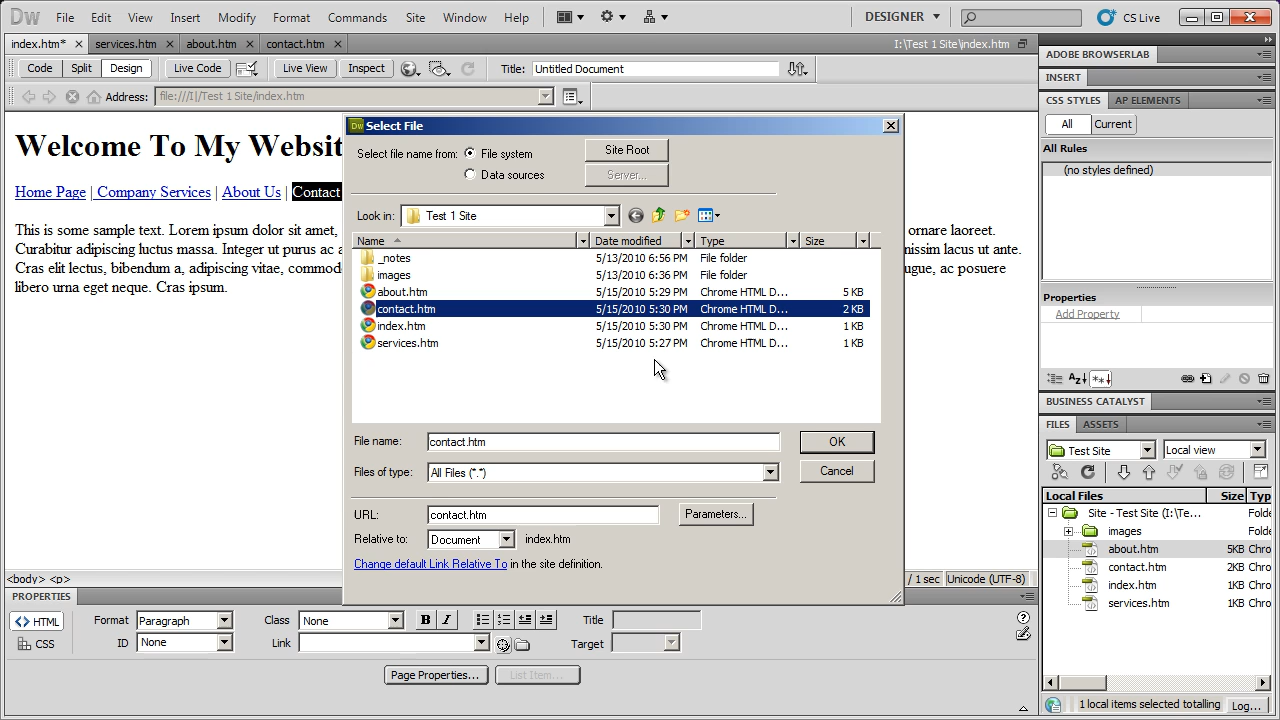 Dw File Edit View Insert Modify Format Commands Site Window Help DESIGNER CS Live
index.htm* services.htm about.htm contact.htm I:\Test 1 Site\index.htm
Code Split Design Live Code Live View Inspect Title: Untitled Document
Address: file:///I|/Test 1 Site/index.htm
Welcome To My Websit
Home Page | Company Services | About Us | Contact
This is some sample text. Lorem ipsum dolor sit amet, ornare laoreet.
Curabitur adipiscing luctus massa. Integer ut purus ac a nissim lacus ut ante.
Cras elit lectus, bibendum a, adipiscing vitae, commod ugue, ac posuere
libero urna eget neque. Cras ipsum.
Dw Select File
Select file name from: File system Site Root
Data sources Server...
Look in: Test 1 Site
Name Date modified Type Size
_notes 5/13/2010 6:56 PM File folder
images 5/13/2010 6:36 PM File folder
about.htm 5/15/2010 5:29 PM Chrome HTML D... 5 KB
contact.htm 5/15/2010 5:30 PM Chrome HTML D... 2 KB
index.htm 5/15/2010 5:30 PM Chrome HTML D... 1 KB
services.htm 5/15/2010 5:27 PM Chrome HTML D... 1 KB
File name: contact.htm OK
Files of type: All Files (*.*) Cancel
URL: contact.htm Parameters...
Relative to: Document index.htm
Change default Link Relative To in the site definition.
<body> <p> / 1 sec Unicode (UTF-8)
PROPERTIES
<> HTML Format Paragraph Class None B I Title
CSS ID None Link Target
Page Properties... List Item...
ADOBE BROWSERLAB
INSERT
CSS STYLES AP ELEMENTS
All Current
All Rules
(no styles defined)
Properties
Add Property
BUSINESS CATALYST
FILES ASSETS
Test Site Local view
Local Files Size Typ
Site - Test Site (I:\Te... Folde
images Folde
about.htm 5KB Chro
contact.htm 2KB Chro
index.htm 1KB Chro
services.htm 1KB Chro
1 local items selected totalling Log...